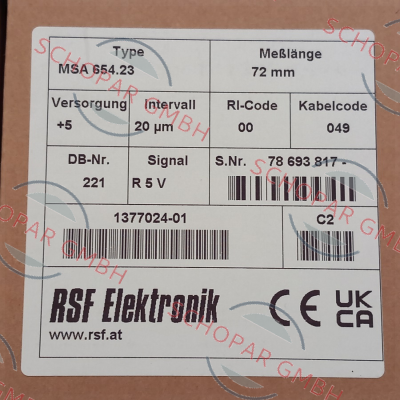 Type Meßlänge
MSA 654.23 72 mm
Versorgung Intervall RI-Code Kabelcode
+5 20 µm 00 049
DB-Nr. Signal S.Nr. 78 693 817 -
221 R 5 V
1377024-01 C2
RSF Elektronik CE UK
www.rsf.at CA
SCHOPAR GMBH
SCHOPAR GMBH
SCHOPAR GMBH